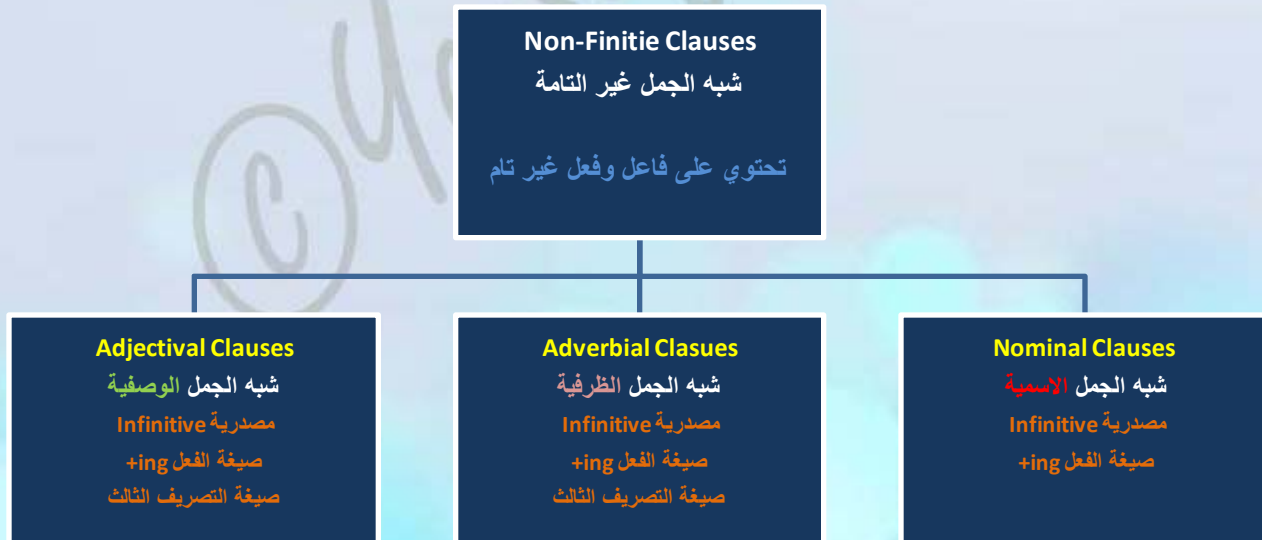 Non-Finitie Clauses
شبه الجمل غير التامة
تحتوي على فاعل وفعل غير تام
Adjectival Clauses
شبه الجمل الوصفية
مصدرية Infinitive
صيغة الفعل ing+
صيغة التصريف الثالث
Adverbial Clasues
شبه الجمل الظرفية
مصدرية Infinitive
صيغة الفعل ing+
صيغة التصريف الثالث
Nominal Clauses
شبه الجمل الاسمية
مصدرية Infinitive
صيغة الفعل ing+